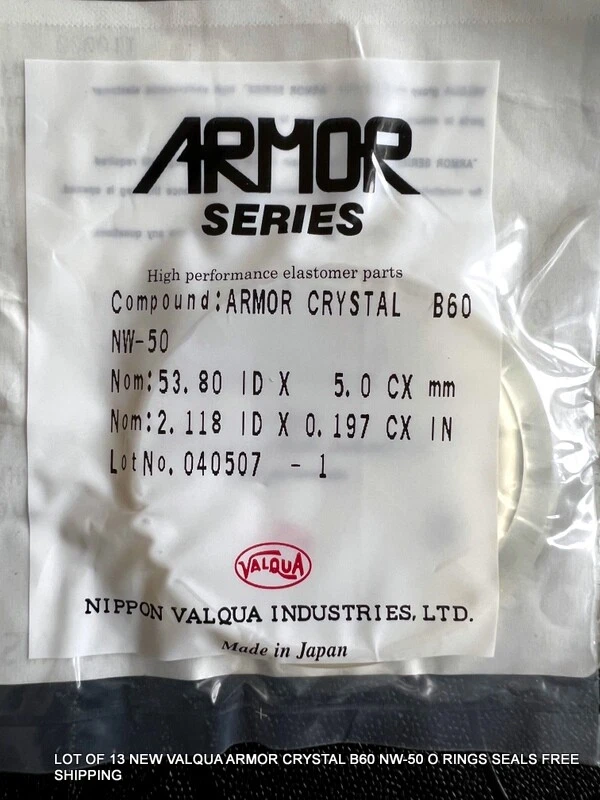 ARMOR
SERIES
High performance elastomer parts
Compound:ARMOR CRYSTAL B60
NW-50
Nom:53.80 ID X 5.0 CX mm
Nom:2.118 ID X 0.197 CX IN
LotNo.040507 - 1
VALQUA
NIPPON VALQUA INDUSTRIES, LTD.
Made in Japan
LOT OF 13 NEW VALQUA ARMOR CRYSTAL B60 NW-50 O RINGS SEALS FREE
SHIPPING